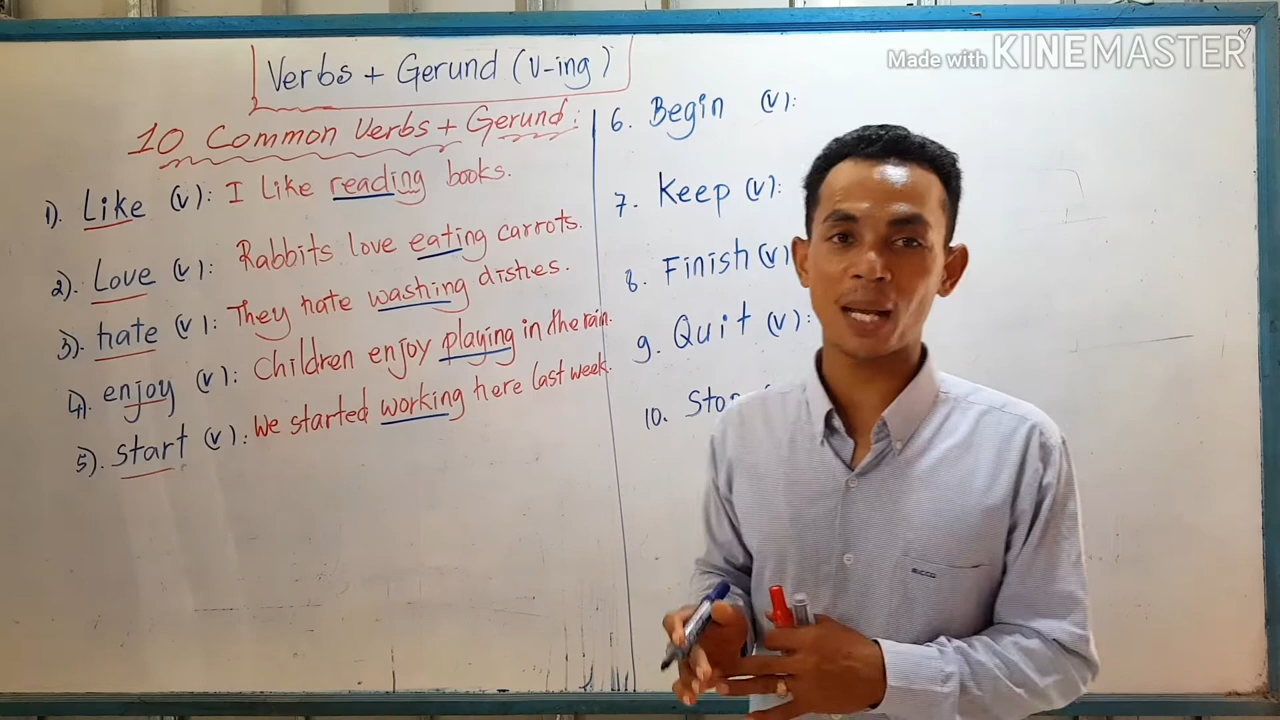 Made with KINEMASTER
Verbs + Gerund (V-ing)
10 Common Verbs + Gerund:
1). Like (v): I like reading books.
2). Love (v): Rabbits love eating carrots.
3). hate (v): They hate washing dishes.
4). enjoy (v): Children enjoy playing in the rain.
5). start (v): We started working here last week.
6. Begin (v):
7. Keep (v):
8. Finish (v)
9. Quit (v):
10.